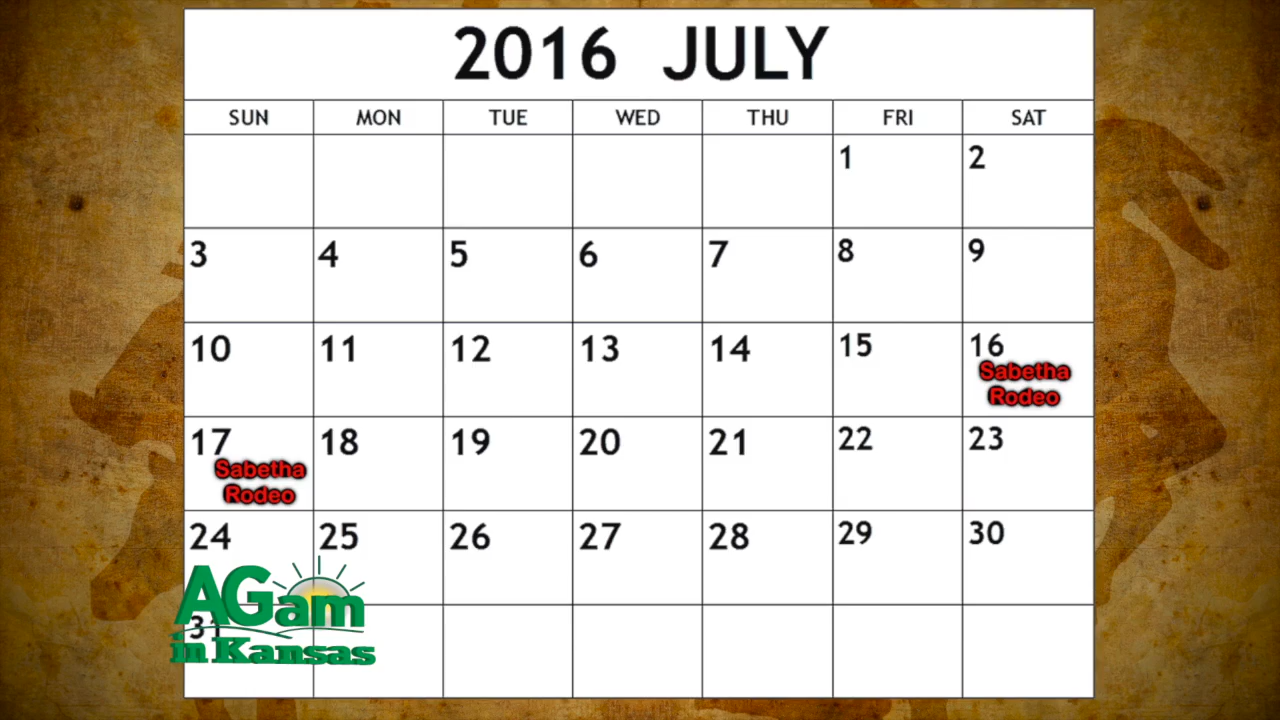 2016 JULY
SUN MON TUE WED THU FRI SAT
1 2
3 4 5 6 7 8 9
10 11 12 13 14 15 16
Sabetha
Rodeo
17 18 19 20 21 22 23
Sabetha
Rodeo
24 25 26 27 28 29 30
31
AGam
in Kansas